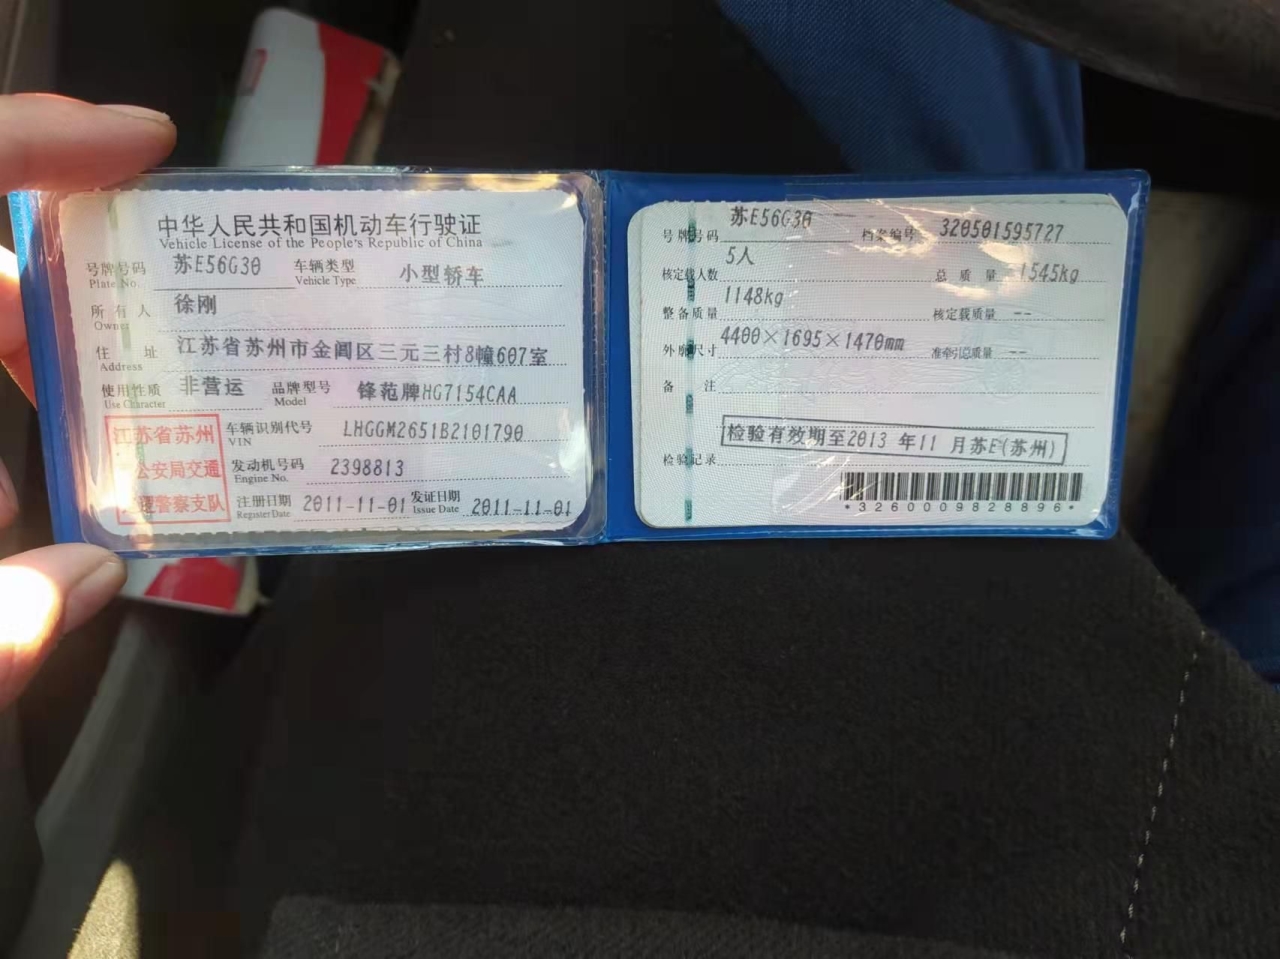 中华人民共和国机动车行驶证
Vehicle License of the People's Republic of China
号牌号码 苏E56G30 车辆类型 小型轿车
Plate No. Vehicle Type
所有人 徐刚
Owner
住址 江苏省苏州市金阊区三元三村8幢607室
Address
使用性质 非营运 品牌型号 锋范牌HG7154CAA
Use Character Model
江苏省苏州
公安局交通
警察支队
车辆识别代号 LHGGM2651B2101790
VIN
发动机号码 2398813
Engine No.
注册日期 2011-11-01 发证日期 2011-11-01
Register Date Issue Date
号牌号码 苏E56G30 档案编号 320501595727
核定载人数 5人 总质量 1545kg
整备质量 1148kg 核定载质量 --
外廓尺寸 4400×1695×1470mm 准牵引总质量 --
备注
检验记录 检验有效期至2013年11月苏E(苏州)
*3260009828896*